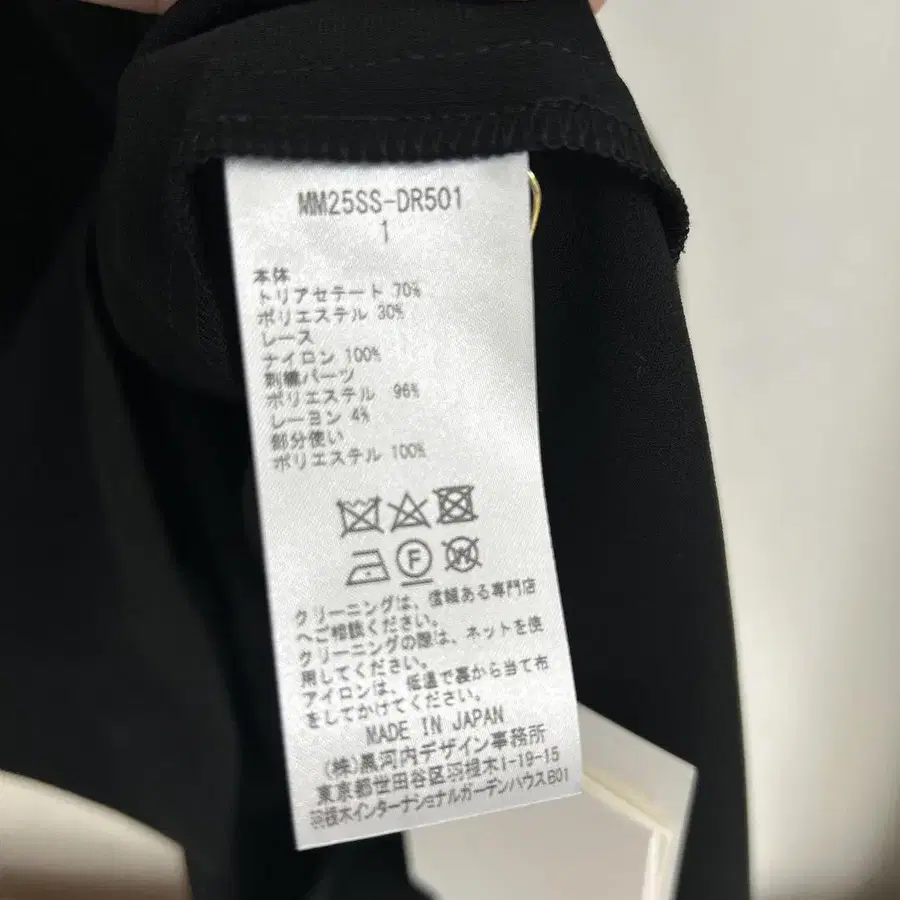 MM25SS-DR501
1
本体
トリアセテート 70%
ポリエステル 30%
レース
ナイロン 100%
刺繍パーツ
ポリエステル 96%
レーヨン 4%
部分使い
ポリエステル 100%
F
W
クリーニングは、信頼ある専門店
へご相談ください。
クリーニングの際は、ネットを使
用してください。
アイロンは、低温で裏から当て布
をしてかけてください。
MADE IN JAPAN
(株)黒河内デザイン事務所
東京都世田谷区羽根木1-19-15
羽根木インターナショナルガーデンハウス601